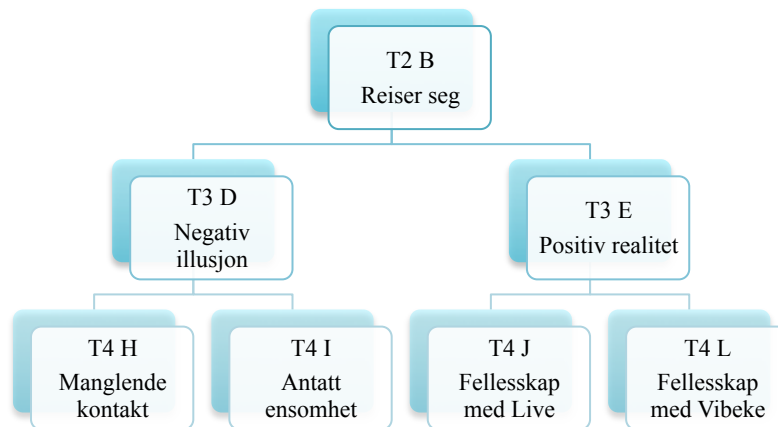 T2 B
Reiser seg
T3 D
Negativ
illusjon
T3 E
Positiv realitet
T4 H
Manglende
kontakt
T4 I
Antatt
ensomhet
T4 J
Fellesskap
med Live
T4 L
Fellesskap
med Vibeke